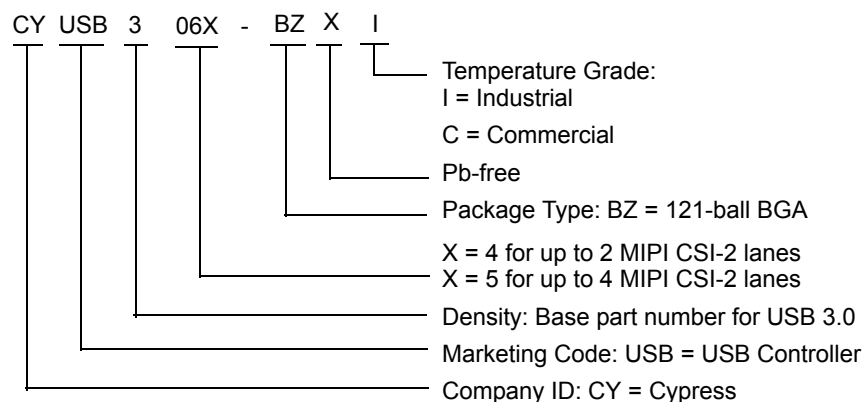 CY USB 3 06X - BZ X I
Temperature Grade:
I = Industrial
C = Commercial
Pb-free
Package Type: BZ = 121-ball BGA
X = 4 for up to 2 MIPI CSI-2 lanes
X = 5 for up to 4 MIPI CSI-2 lanes
Density: Base part number for USB 3.0
Marketing Code: USB = USB Controller
Company ID: CY = Cypress